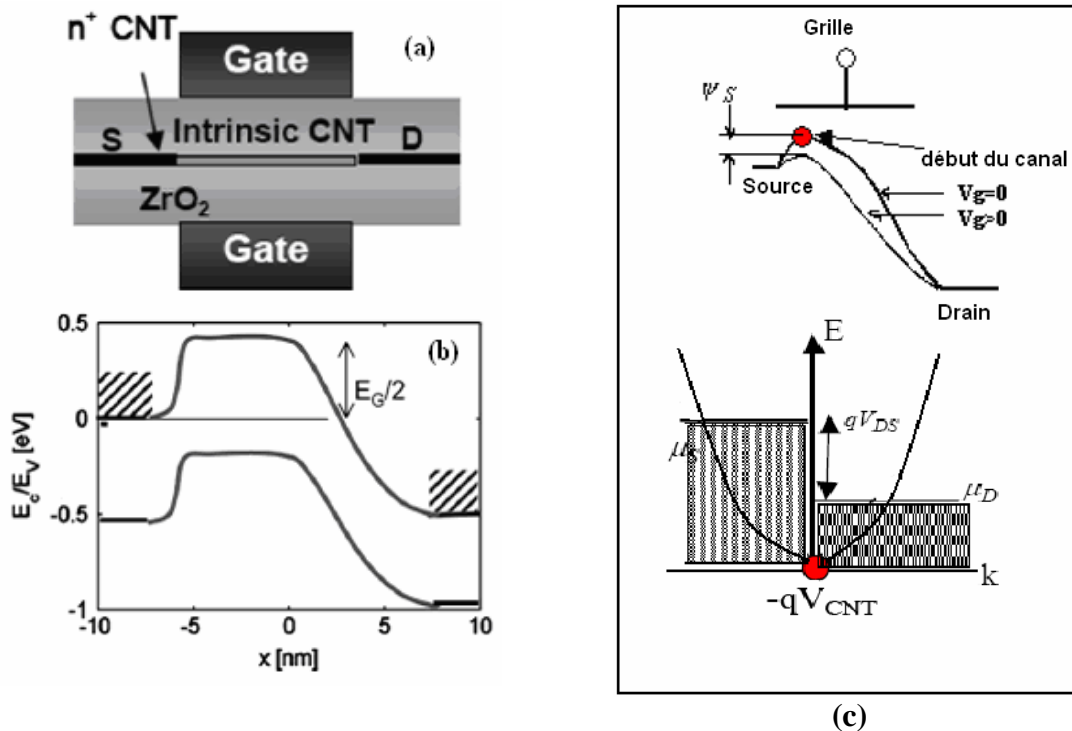 n⁺ CNT
(a)
Gate
S
Intrinsic CNT
D
ZrO₂
Gate
0.5
0
-0.5
-1
E_c/E_V [eV]
(b)
E_G/2
-10
-5
0
5
10
x [nm]
Grille
Ψ_S
début du canal
Source
Vg=0
Vg>0
Drain
E
qV_DS
μ_S
μ_D
k
-qV_CNT
(c)